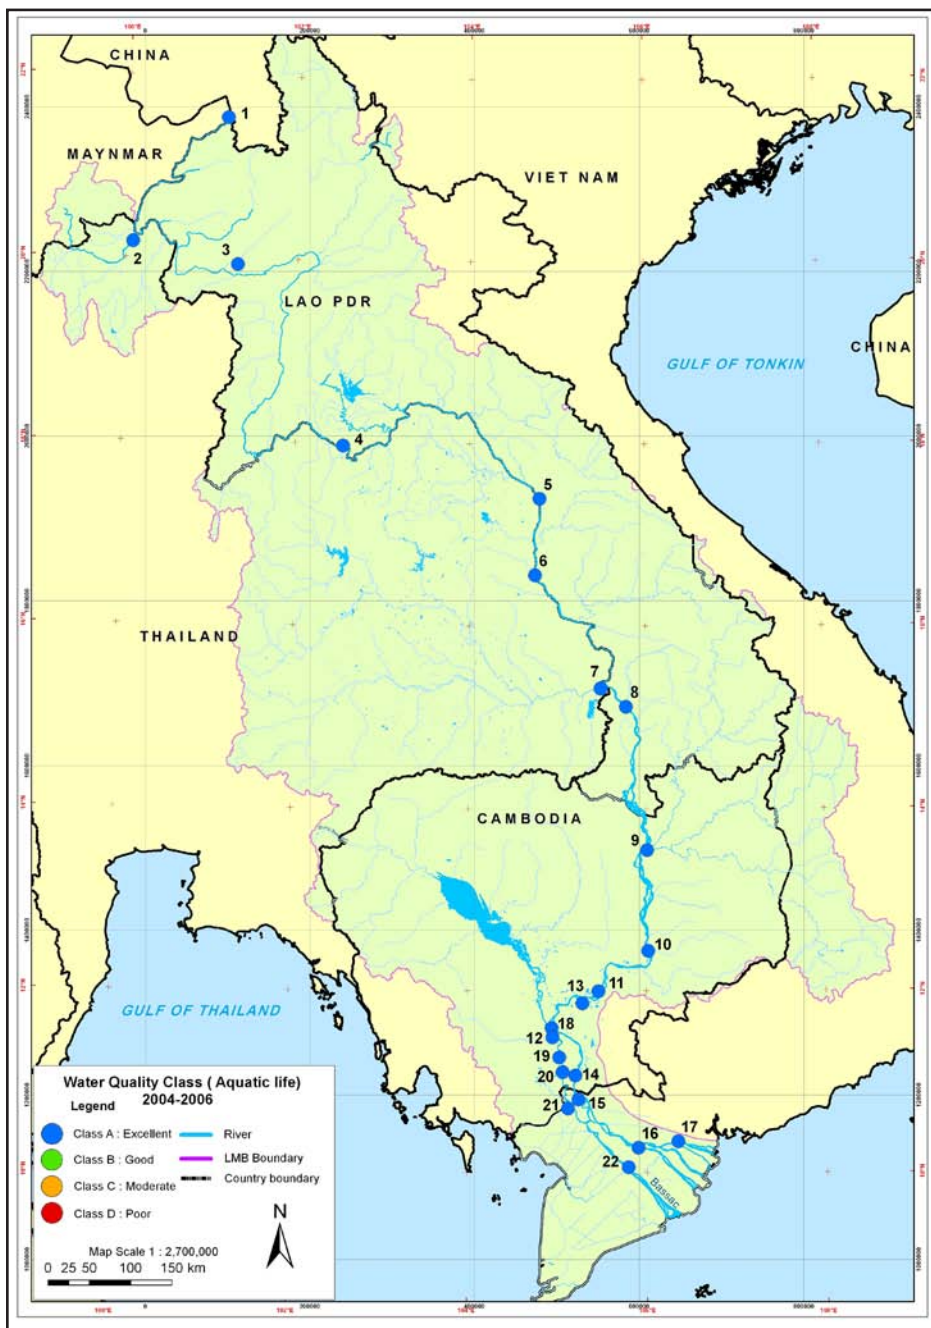 CHINA
1
MAYNMAR
VIET NAM
2
3
LAO PDR
GULF OF TONKIN
CHINA
4
5
6
THAILAND
7
8
CAMBODIA
9
10
11
13
GULF OF THAILAND
18
12
19
20
14
15
21
16
17
22
Bassac
Water Quality Class ( Aquatic life)
2004-2006
Legend
Class A : Excellent
River
Class B : Good
LMB Boundary
Class C : Moderate
Country boundary
Class D : Poor
N
Map Scale 1 : 2,700,000
0 25 50 100 150 km